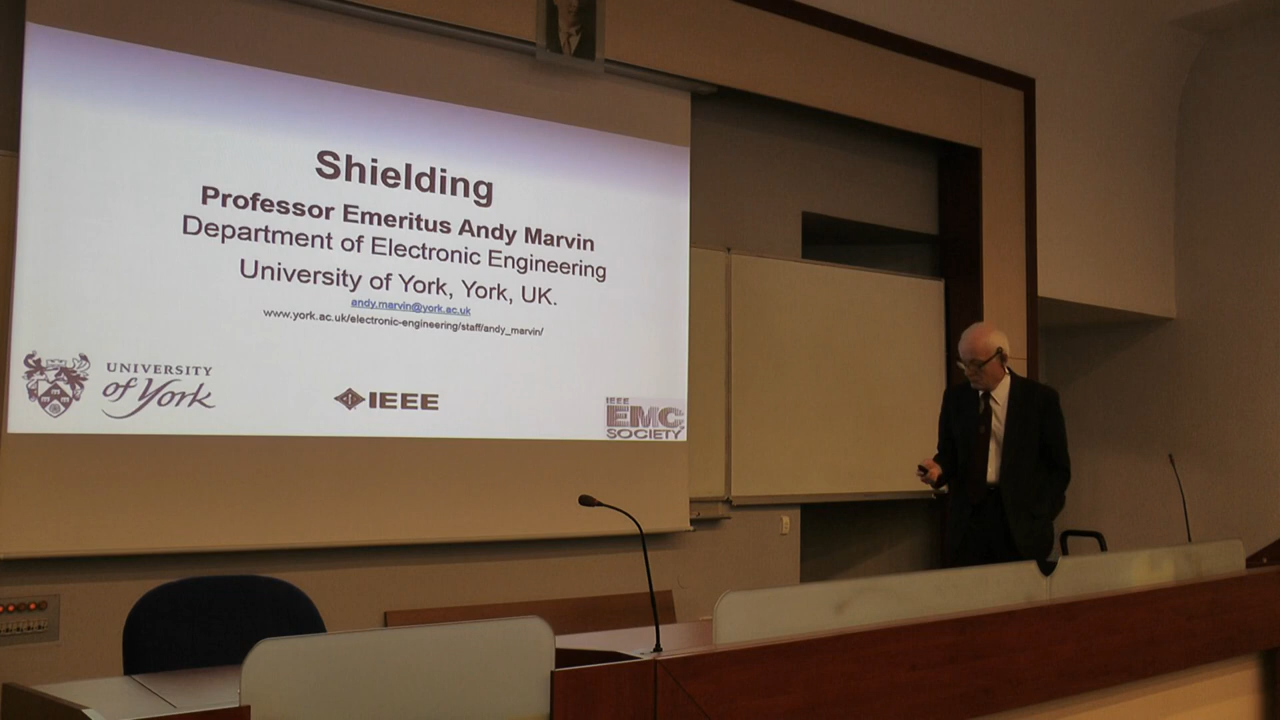 Shielding
Professor Emeritus Andy Marvin
Department of Electronic Engineering
University of York, York, UK.
andy.marvin@york.ac.uk
www.york.ac.uk/electronic-engineering/staff/andy_marvin/
UNIVERSITY
of York
IEEE
IEEE
EMC
SOCIETY